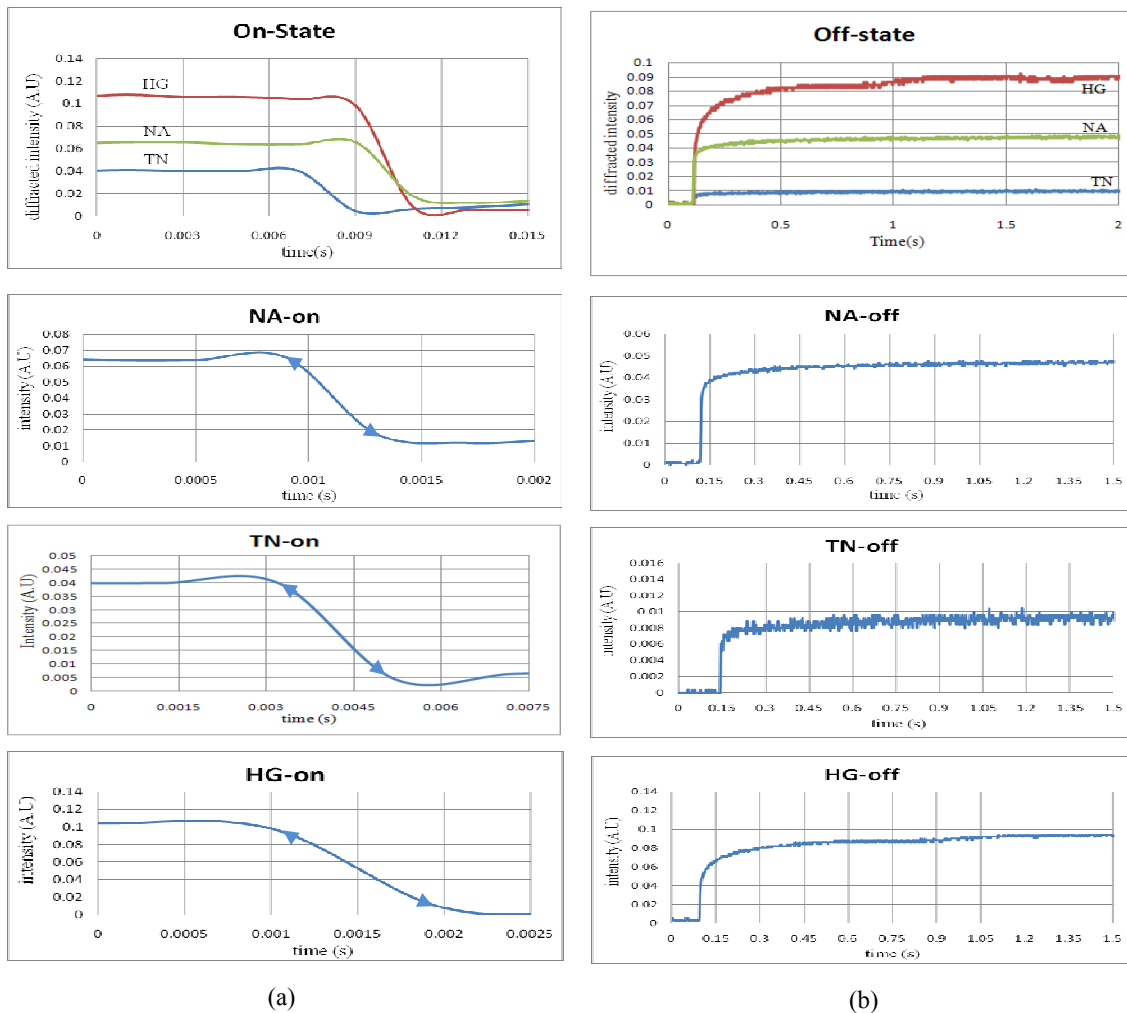 On-State
diffracted intensity (A.U)
0.14
0.12
0.1
0.08
0.06
0.04
0.02
0
HG
NA
TN
0 0.003 0.006 0.009 0.012 0.015
time(s)
NA-on
intensity (A.U)
0.08
0.07
0.06
0.05
0.04
0.03
0.02
0.01
0
0 0.0005 0.001 0.0015 0.002
time (s)
TN-on
Intensity (A.U)
0.05
0.045
0.04
0.035
0.03
0.025
0.02
0.015
0.01
0.005
0
0 0.0015 0.003 0.0045 0.006 0.0075
time (s)
HG-on
intensity (A.U)
0.14
0.12
0.1
0.08
0.06
0.04
0.02
0
0 0.0005 0.001 0.0015 0.002 0.0025
time (s)
(a)
Off-state
diffracted intensity
0.1
0.09
0.08
0.07
0.06
0.05
0.04
0.03
0.02
0.01
0
HG
NA
TN
0 0.5 1 1.5 2
Time(s)
NA-off
intensity (A.U)
0.06
0.05
0.04
0.03
0.02
0.01
0
0 0.15 0.3 0.45 0.6 0.75 0.9 1.05 1.2 1.35 1.5
time (s)
TN-off
intensity (A.U)
0.016
0.014
0.012
0.01
0.008
0.006
0.004
0.002
0
0 0.15 0.3 0.45 0.6 0.75 0.9 1.05 1.2 1.35 1.5
time (s)
HG-off
intensity (A.U)
0.14
0.12
0.1
0.08
0.06
0.04
0.02
0
0 0.15 0.3 0.45 0.6 0.75 0.9 1.05 1.2 1.35 1.5
time (s)
(b)